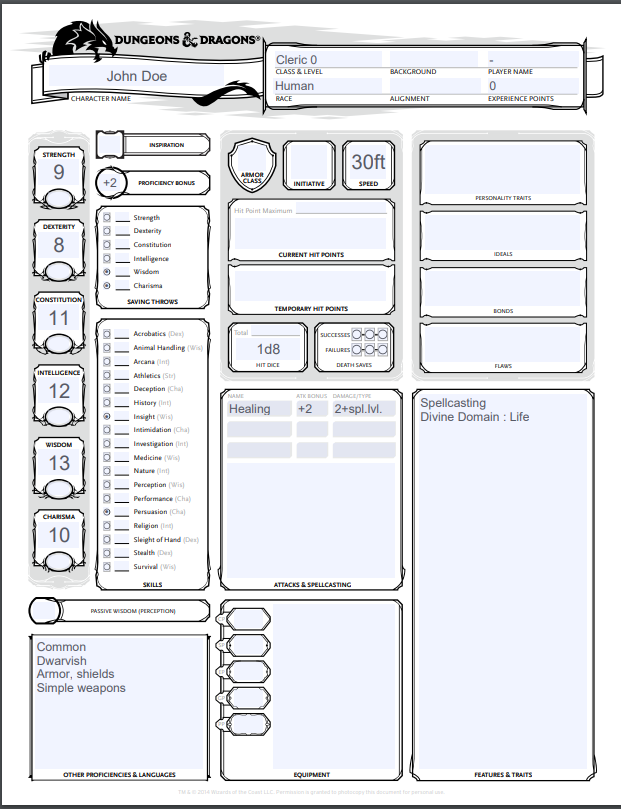 DUNGEONS & DRAGONS®
John Doe
CHARACTER NAME
Cleric 0 -
CLASS & LEVEL BACKGROUND PLAYER NAME
Human 0
RACE ALIGNMENT EXPERIENCE POINTS
STRENGTH
9
DEXTERITY
8
CONSTITUTION
11
INTELLIGENCE
12
WISDOM
13
CHARISMA
10
INSPIRATION
+2 PROFICIENCY BONUS
Strength
Dexterity
Constitution
Intelligence
Wisdom
Charisma
SAVING THROWS
Acrobatics (Dex)
Animal Handling (Wis)
Arcana (Int)
Athletics (Str)
Deception (Cha)
History (Int)
Insight (Wis)
Intimidation (Cha)
Investigation (Int)
Medicine (Wis)
Nature (Int)
Perception (Wis)
Performance (Cha)
Persuasion (Cha)
Religion (Int)
Sleight of Hand (Dex)
Stealth (Dex)
Survival (Wis)
SKILLS
PASSIVE WISDOM (PERCEPTION)
Common
Dwarvish
Armor, shields
Simple weapons
OTHER PROFICIENCIES & LANGUAGES
ARMOR
CLASS
INITIATIVE
30ft
SPEED
Hit Point Maximum
CURRENT HIT POINTS
TEMPORARY HIT POINTS
Total
1d8
HIT DICE
SUCCESSES
FAILURES
DEATH SAVES
NAME ATK BONUS DAMAGE/TYPE
Healing +2 2+spl.lvl.
ATTACKS & SPELLCASTING
CP
SP
EP
GP
PP
EQUIPMENT
PERSONALITY TRAITS
IDEALS
BONDS
FLAWS
Spellcasting
Divine Domain : Life
FEATURES & TRAITS
TM & © 2014 Wizards of the Coast LLC. Permission is granted to photocopy this document for personal use.